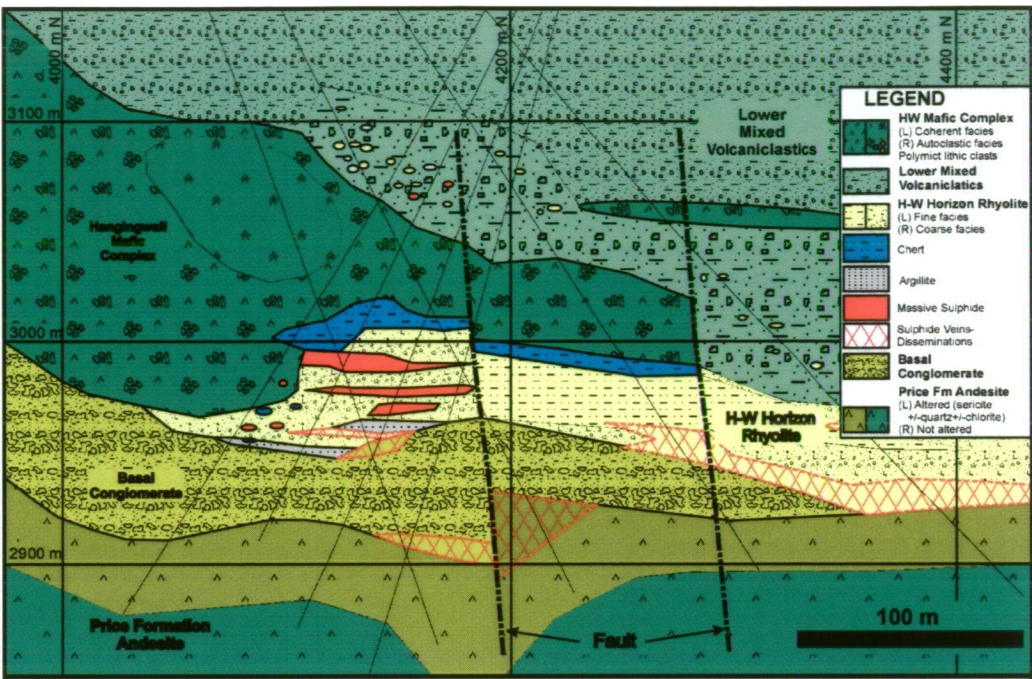 4000 m N
4200 m N
4400 m N
3100 m
3000 m
2900 m
Lower
Mixed
Volcaniclastics
Hangingwall
Mafic
Complex
H-W Horizon
Rhyolite
Basal
Conglomerate
Price Formation
Andesite
Fault
100 m
LEGEND
HW Mafic Complex
(L) Coherent facies
(R) Autoclastic facies
Polymict lithic clasts
Lower Mixed
Volcaniclatics
H-W Horizon Rhyolite
(L) Fine facies
(R) Coarse facies
Chert
Argillite
Massive Sulphide
Sulphide Veins-
Disseminations
Basal
Conglomerate
Price Fm Andesite
(L) Altered (sericite
+/-quartz+/-chlorite)
(R) Not altered